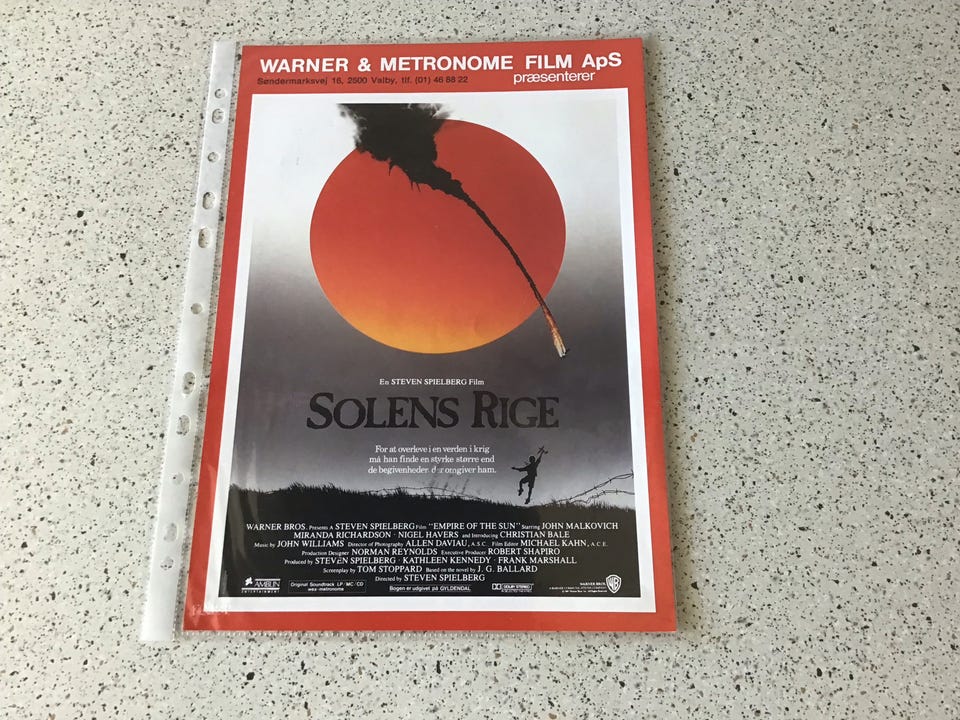 WARNER & METRONOME FILM ApS
Søndermarksvej 16, 2500 Valby, tlf. (01) 46 88 22
præsenterer
En STEVEN SPIELBERG Film
SOLENS RIGE
For at overleve i en verden i krig
må han finde en styrke større end
de begivenheder der omgiver ham.
WARNER BROS. Presents A STEVEN SPIELBERG Film "EMPIRE OF THE SUN" Starring JOHN MALKOVICH
MIRANDA RICHARDSON · NIGEL HAVERS and Introducing CHRISTIAN BALE
Music by JOHN WILLIAMS Director of Photography ALLEN DAVIAU, A.S.C. Film Editor MICHAEL KAHN, A.C.E.
Production Designer NORMAN REYNOLDS Executive Producer ROBERT SHAPIRO
Produced by STEVEN SPIELBERG · KATHLEEN KENNEDY · FRANK MARSHALL
Screenplay by TOM STOPPARD Based on the novel by J. G. BALLARD
Directed by STEVEN SPIELBERG
AMBLIN
ENTERTAINMENT
Original Soundtrack LP/MC/CD
wea-metronome
Bogen er udgivet på GYLDENDAL
DOLBY STEREO
WARNER BROS.
WB